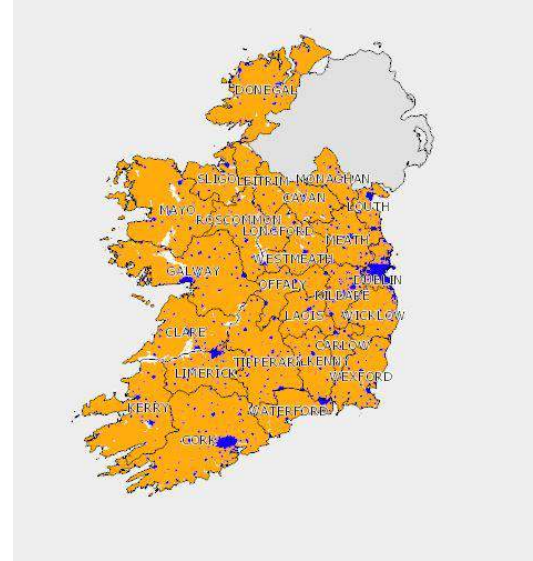 DONEGAL
SLIGO
LEITRIM
MONAGHAN
CAVAN
LOUTH
MAYO
ROSCOMMON
LONGFORD
MEATH
WESTMEATH
GALWAY
DUBLIN
OFFALY
KILDARE
LAOIS
WICKLOW
CLARE
CARLOW
TIPPERARY
KILKENNY
LIMERICK
WEXFORD
KERRY
WATERFORD
CORK